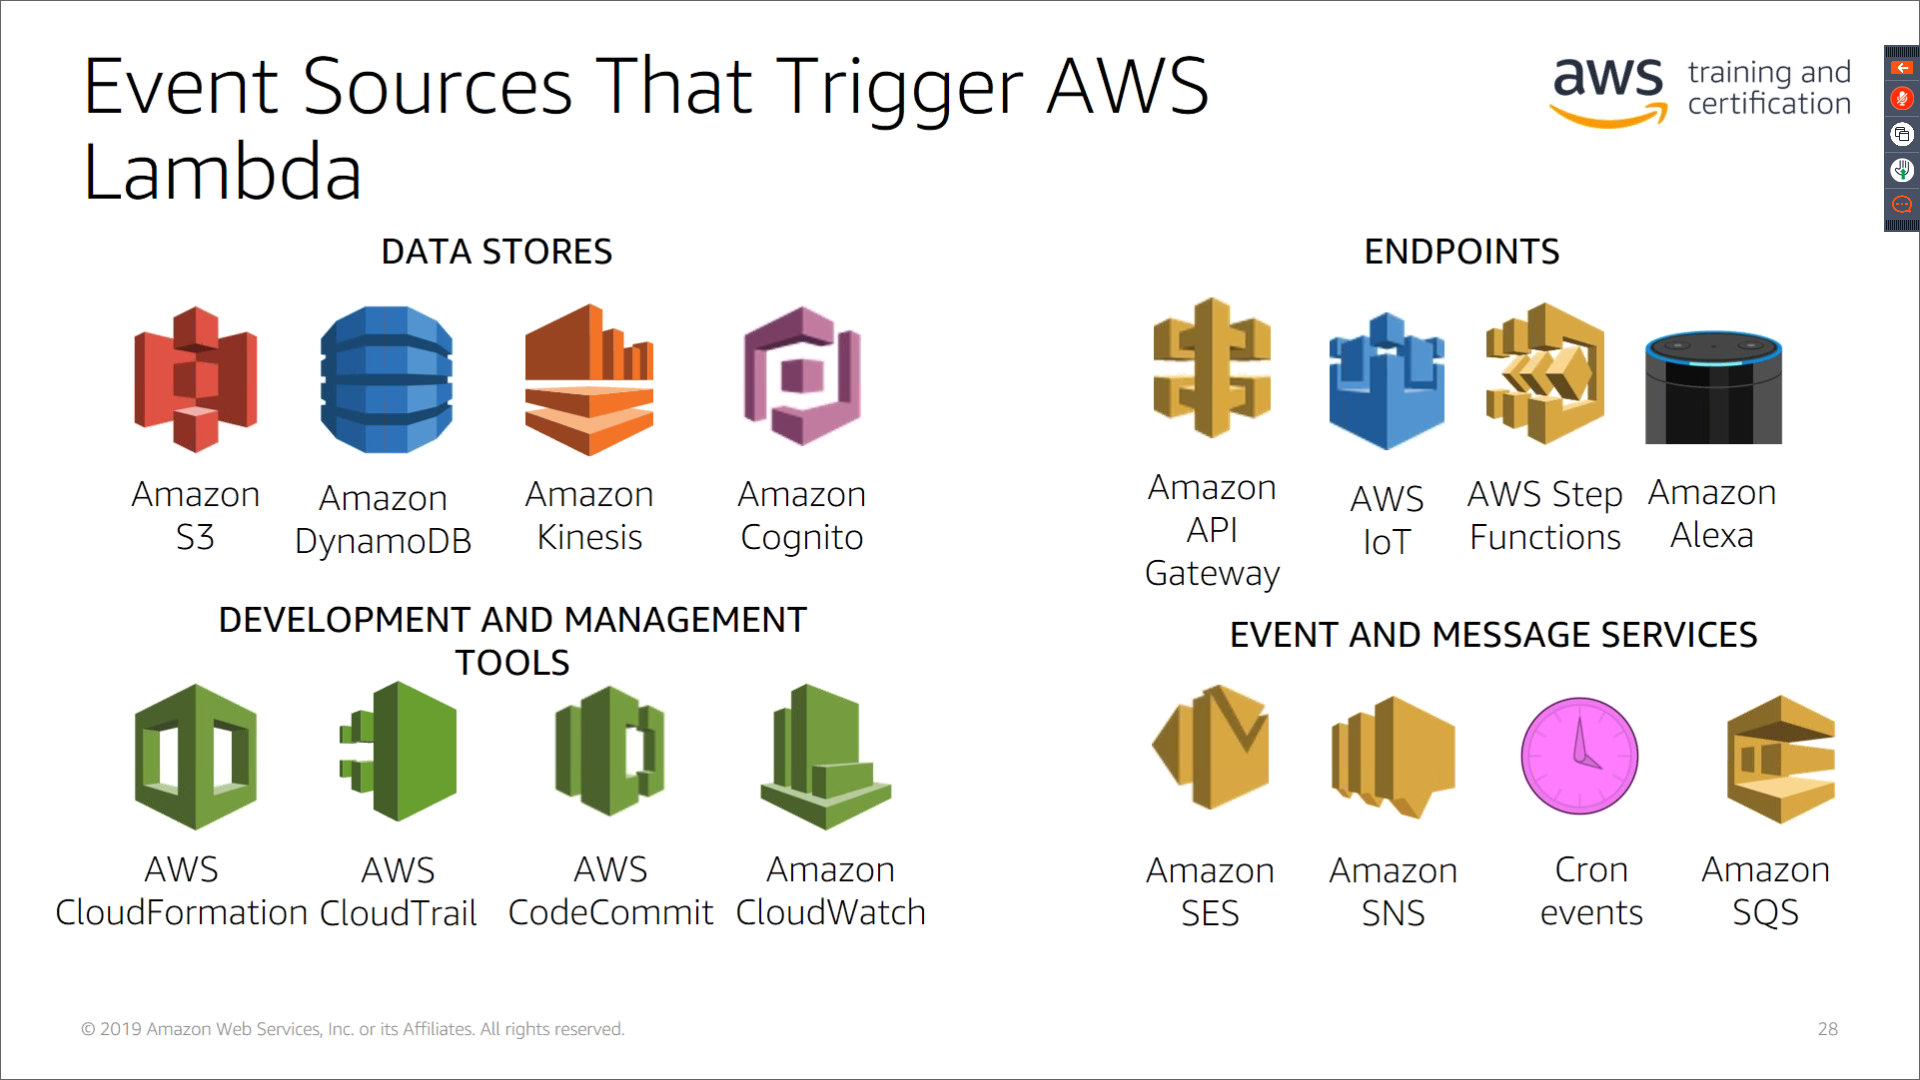 Event Sources That Trigger AWS
Lambda
aws training and
certification
DATA STORES
Amazon
S3
Amazon
DynamoDB
Amazon
Kinesis
Amazon
Cognito
ENDPOINTS
Amazon
API
Gateway
AWS
IoT
AWS Step
Functions
Amazon
Alexa
DEVELOPMENT AND MANAGEMENT
TOOLS
AWS
CloudFormation
AWS
CloudTrail
AWS
CodeCommit
Amazon
CloudWatch
EVENT AND MESSAGE SERVICES
Amazon
SES
Amazon
SNS
Cron
events
Amazon
SQS
© 2019 Amazon Web Services, Inc. or its Affiliates. All rights reserved.
28